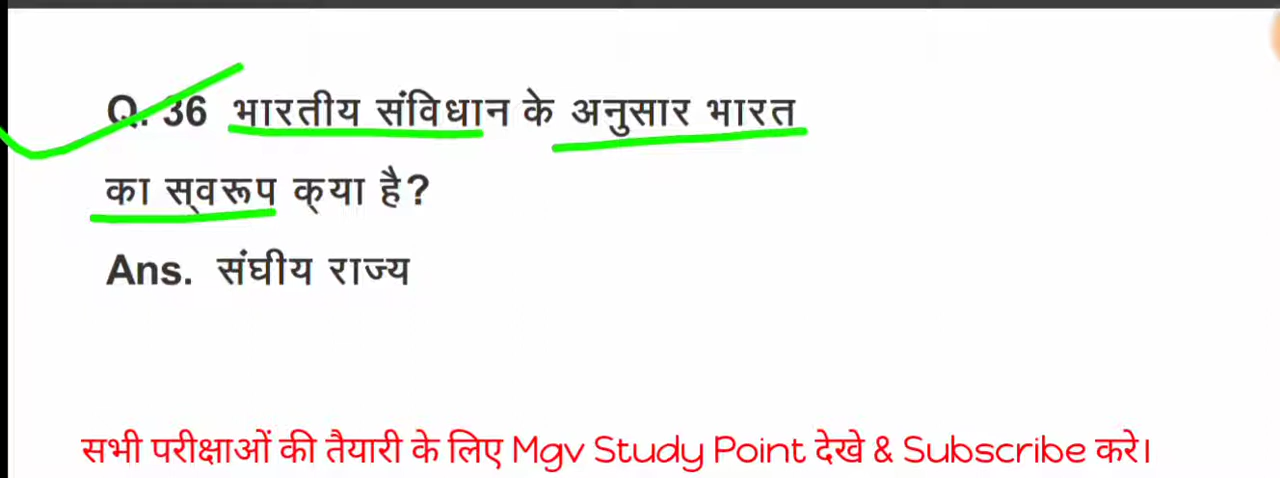 Q. 36 भारतीय संविधान के अनुसार भारत
का स्वरूप क्या है?
Ans. संघीय राज्य
सभी परीक्षाओं की तैयारी के लिए Mgv Study Point देखे & Subscribe करे।